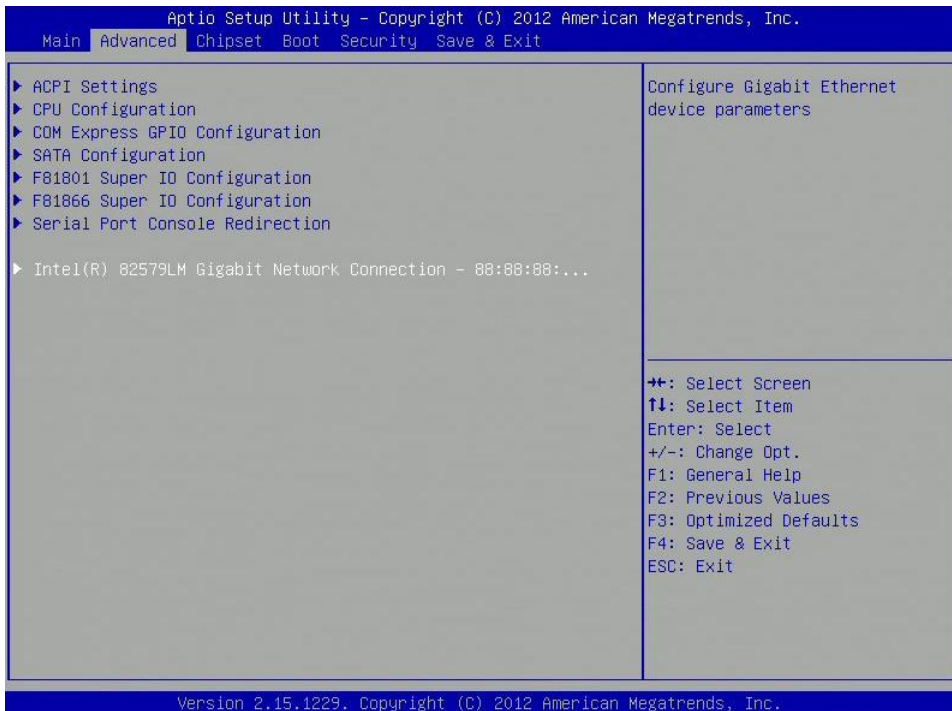 Aptio Setup Utility - Copyright (C) 2012 American Megatrends, Inc.
Main Advanced Chipset Boot Security Save & Exit
▶ ACPI Settings
▶ CPU Configuration
▶ COM Express GPIO Configuration
▶ SATA Configuration
▶ F81801 Super IO Configuration
▶ F81866 Super IO Configuration
▶ Serial Port Console Redirection
▶ Intel(R) 82579LM Gigabit Network Connection - 88:88:88:...
Configure Gigabit Ethernet
device parameters
→←: Select Screen
↑↓: Select Item
Enter: Select
+/-: Change Opt.
F1: General Help
F2: Previous Values
F3: Optimized Defaults
F4: Save & Exit
ESC: Exit
Version 2.15.1229. Copyright (C) 2012 American Megatrends, Inc.